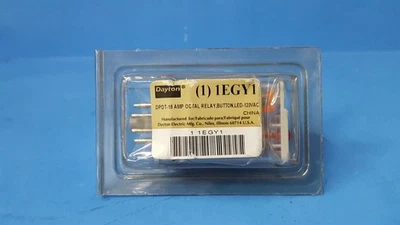 Dayton® (1) 1EGY1
DPDT-16 AMP OCTAL RELAY,BUTTON,LED-120VAC
CHINA
Manufactured for/Fabricado para/Fabriqué pour
Dayton Electric Mfg. Co., Niles, Illinois 60714 U.S.A.
1 1EGY1